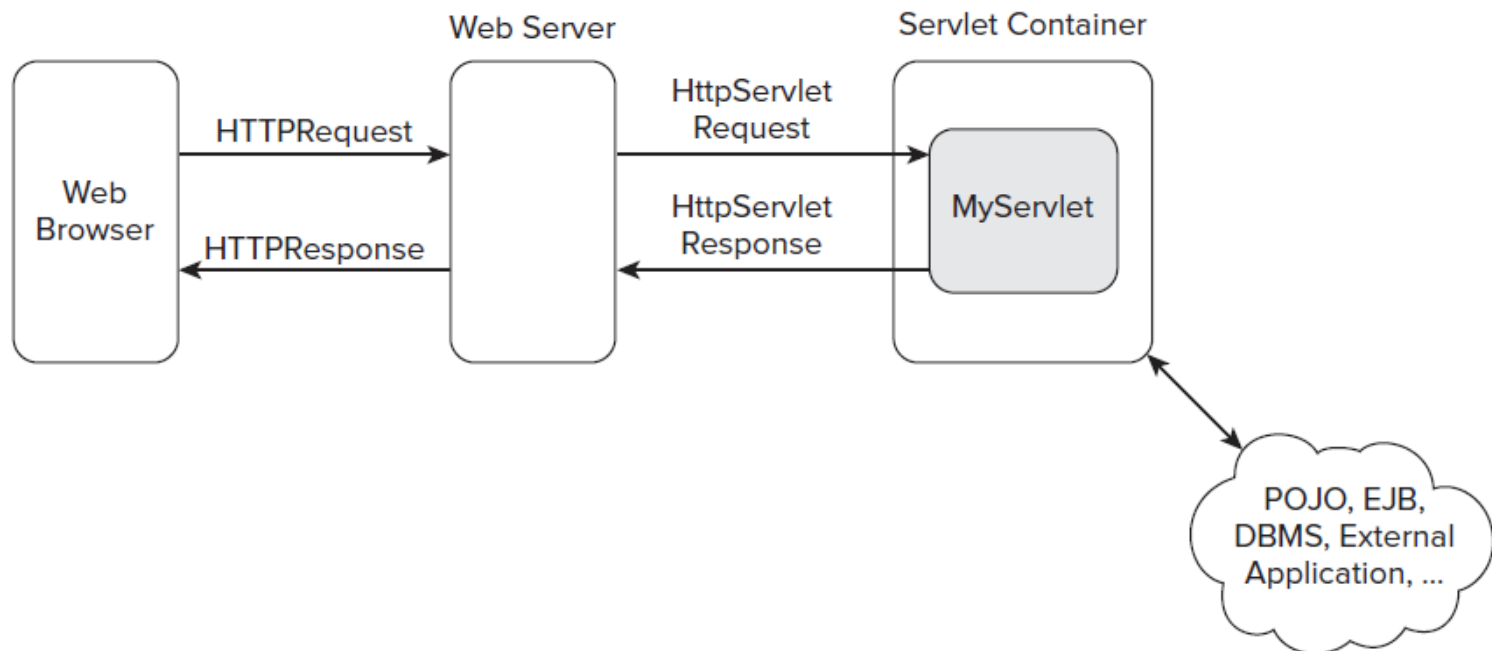 Web Server
Servlet Container
HTTPRequest
HttpServlet
Request
Web
Browser
HTTPResponse
HttpServlet
Response
MyServlet
POJO, EJB,
DBMS, External
Application, ...